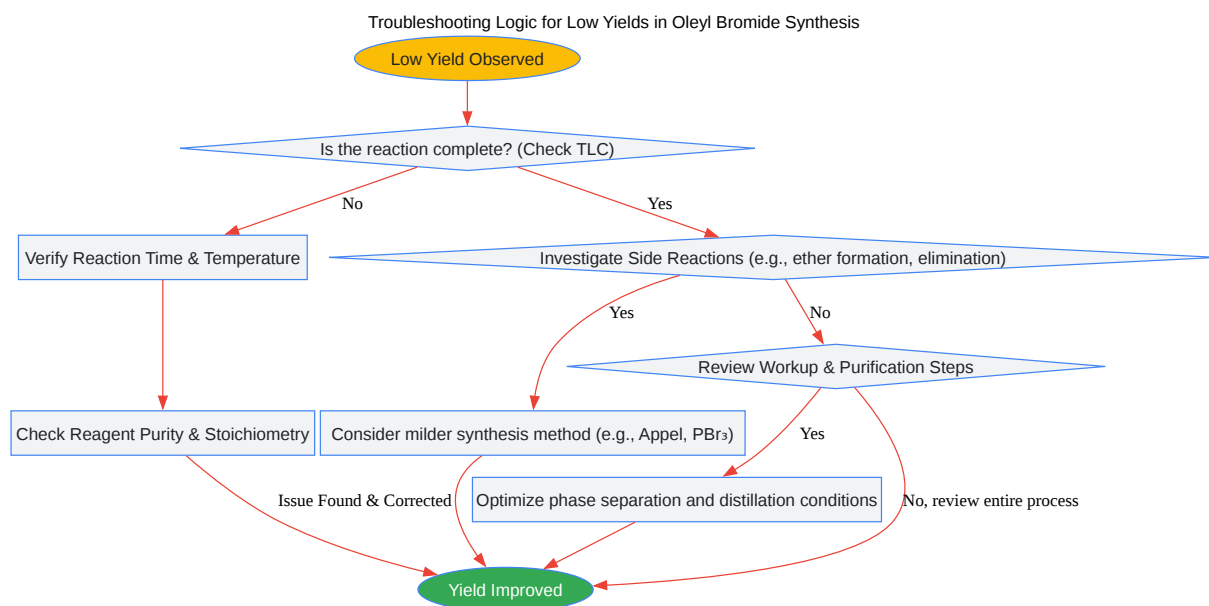 Troubleshooting Logic for Low Yields in Oleyl Bromide Synthesis
Low Yield Observed
Is the reaction complete? (Check TLC)
No
Yes
Verify Reaction Time & Temperature
Investigate Side Reactions (e.g., ether formation, elimination)
Yes
No
Review Workup & Purification Steps
Check Reagent Purity & Stoichiometry
Consider milder synthesis method (e.g., Appel, PBr₃)
Yes
Issue Found & Corrected
Optimize phase separation and distillation conditions
No, review entire process
Yield Improved